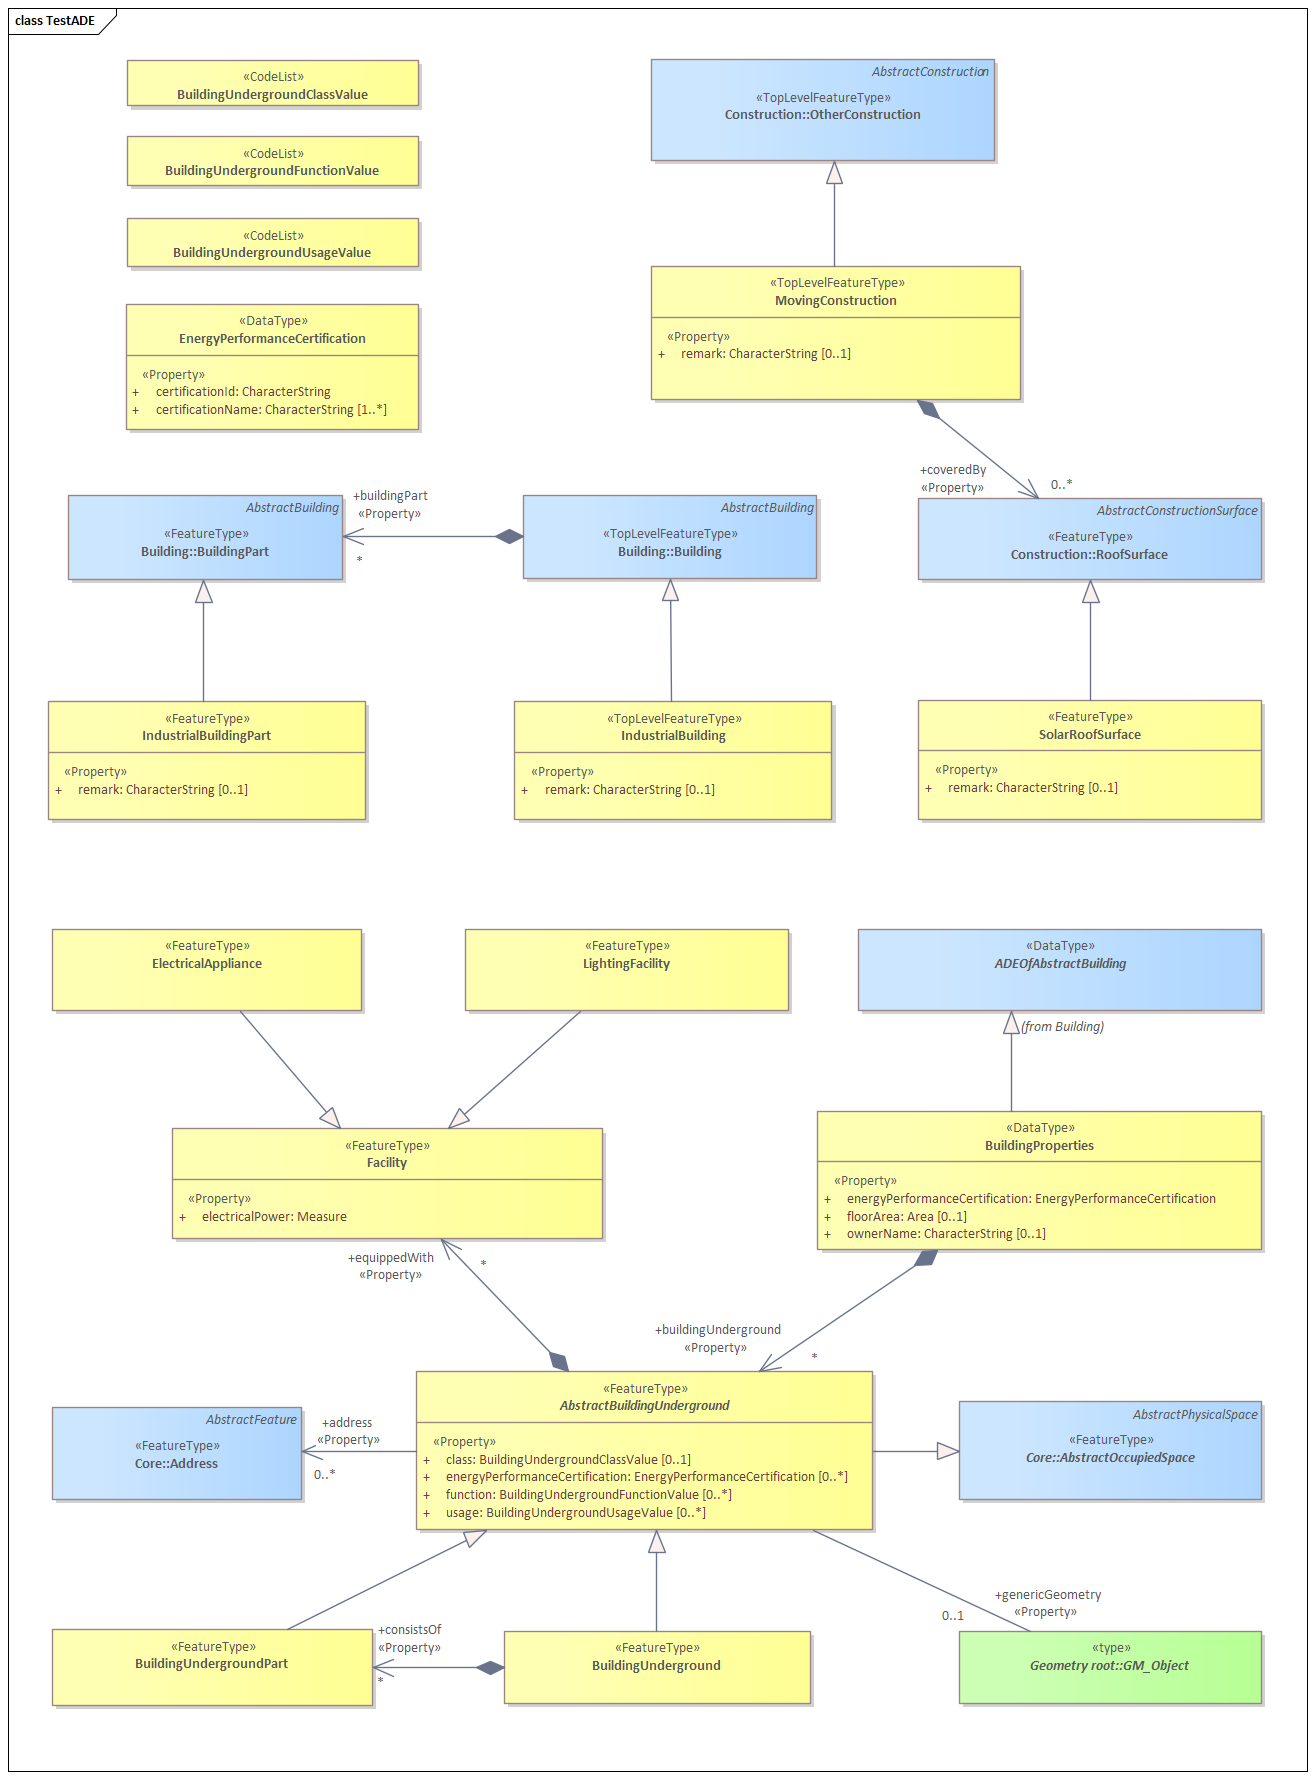 class TestADE
«CodeList»
BuildingUndergroundClassValue
«CodeList»
BuildingUndergroundFunctionValue
«CodeList»
BuildingUndergroundUsageValue
«DataType»
EnergyPerformanceCertification
«Property»
+ certificationId: CharacterString
+ certificationName: CharacterString [1..*]
AbstractConstruction
«TopLevelFeatureType»
Construction::OtherConstruction
«TopLevelFeatureType»
MovingConstruction
«Property»
+ remark: CharacterString [0..1]
+coveredBy
«Property»
0..*
AbstractBuilding
«FeatureType»
Building::BuildingPart
+buildingPart
«Property»
*
AbstractBuilding
«TopLevelFeatureType»
Building::Building
AbstractConstructionSurface
«FeatureType»
Construction::RoofSurface
«FeatureType»
IndustrialBuildingPart
«Property»
+ remark: CharacterString [0..1]
«TopLevelFeatureType»
IndustrialBuilding
«Property»
+ remark: CharacterString [0..1]
«FeatureType»
SolarRoofSurface
«Property»
+ remark: CharacterString [0..1]
«FeatureType»
ElectricalAppliance
«FeatureType»
LightingFacility
«DataType»
ADEOfAbstractBuilding
(from Building)
«FeatureType»
Facility
«Property»
+ electricalPower: Measure
«DataType»
BuildingProperties
«Property»
+ energyPerformanceCertification: EnergyPerformanceCertification
+ floorArea: Area [0..1]
+ ownerName: CharacterString [0..1]
+equippedWith
«Property»
*
+buildingUnderground
«Property»
*
«FeatureType»
AbstractBuildingUnderground
«Property»
+ class: BuildingUndergroundClassValue [0..1]
+ energyPerformanceCertification: EnergyPerformanceCertification [0..*]
+ function: BuildingUndergroundFunctionValue [0..*]
+ usage: BuildingUndergroundUsageValue [0..*]
AbstractFeature
«FeatureType»
Core::Address
+address
«Property»
0..*
AbstractPhysicalSpace
«FeatureType»
Core::AbstractOccupiedSpace
«FeatureType»
BuildingUndergroundPart
+consistsOf
«Property»
*
«FeatureType»
BuildingUnderground
+genericGeometry
«Property»
0..1
«type»
Geometry root::GM_Object